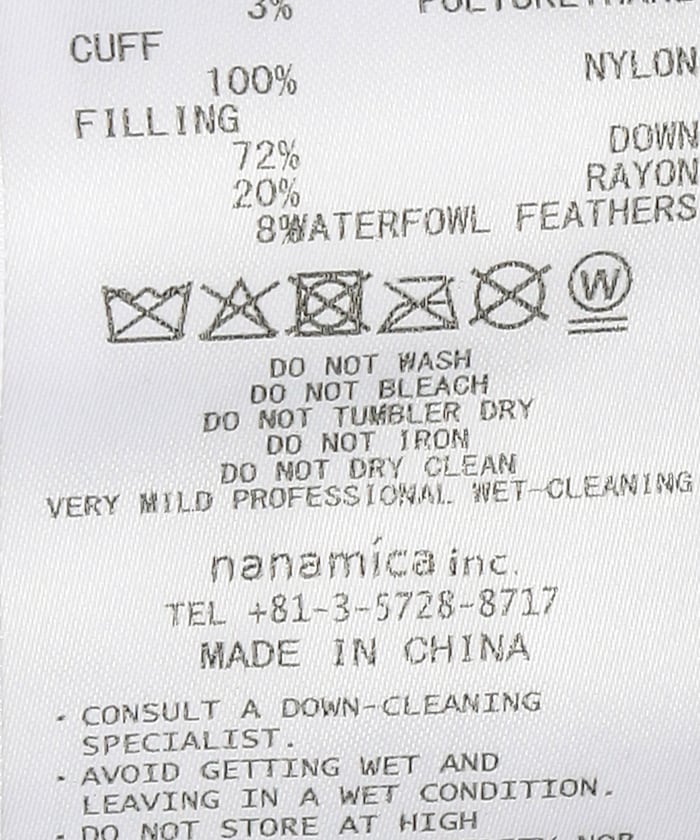 3% POLYURETHANE
CUFF
100% NYLON
FILLING
72% DOWN
20% RAYON
8%WATERFOWL FEATHERS
W
DO NOT WASH
DO NOT BLEACH
DO NOT TUMBLER DRY
DO NOT IRON
DO NOT DRY CLEAN
VERY MILD PROFESSIONAL WET-CLEANING
nanamíca inc.
TEL +81-3-5728-8717
MADE IN CHINA
- CONSULT A DOWN-CLEANING
SPECIALIST.
- AVOID GETTING WET AND
LEAVING IN A WET CONDITION.
- DO NOT STORE AT HIGH